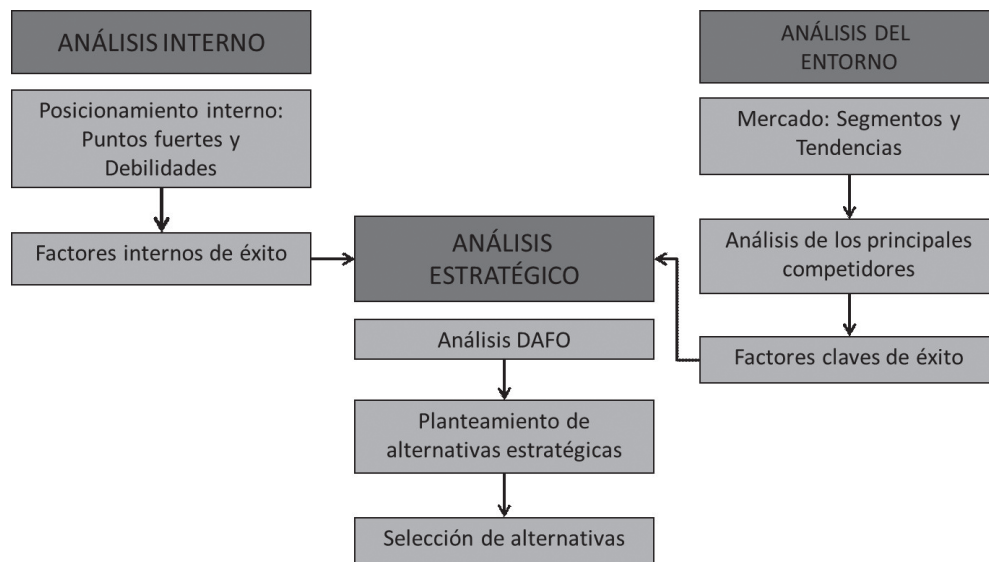 ANÁLISIS INTERNO
Posicionamiento interno:
Puntos fuertes y
Debilidades
Factores internos de éxito
ANÁLISIS
ESTRATÉGICO
Análisis DAFO
Planteamiento de
alternativas estratégicas
Selección de alternativas
ANÁLISIS DEL
ENTORNO
Mercado: Segmentos y
Tendencias
Análisis de los principales
competidores
Factores claves de éxito